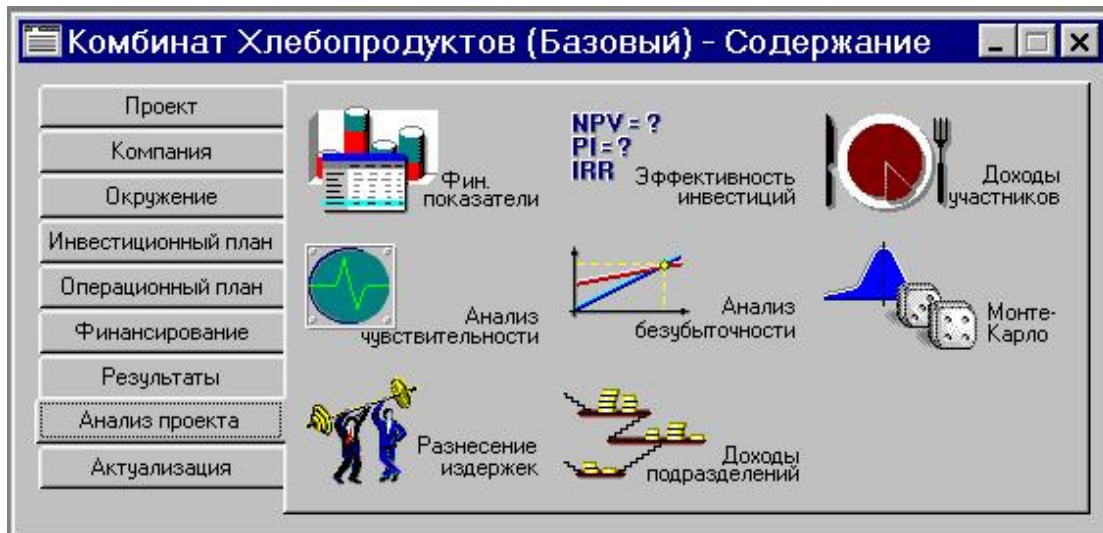 Комбинат Хлебопродуктов (Базовый) - Содержание
Проект
Компания
Окружение
Инвестиционный план
Операционный план
Финансирование
Результаты
Анализ проекта
Актуализация
Фин.
показатели
NPV = ?
PI = ?
IRR
Эффективность
инвестиций
Доходы
участников
Анализ
чувствительности
Анализ
безубыточности
Монте-
Карло
Разнесение
издержек
Доходы
подразделений